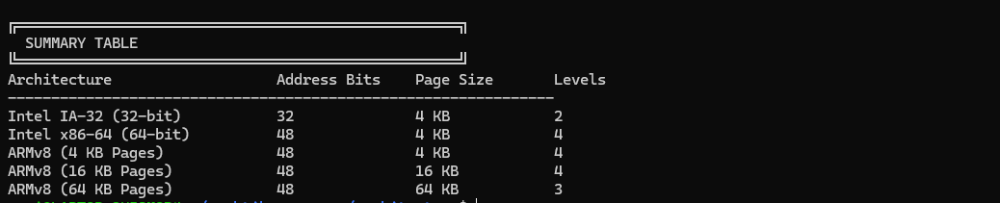 SUMMARY TABLE
Architecture Address Bits Page Size Levels
Intel IA-32 (32-bit) 32 4 KB 2
Intel x86-64 (64-bit) 48 4 KB 4
ARMv8 (4 KB Pages) 48 4 KB 4
ARMv8 (16 KB Pages) 48 16 KB 4
ARMv8 (64 KB Pages) 48 64 KB 3